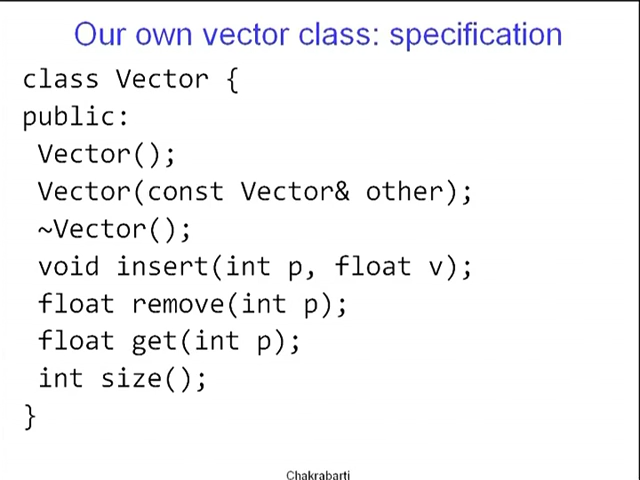 Our own vector class: specification
class Vector {
public:
Vector();
Vector(const Vector& other);
~Vector();
void insert(int p, float v);
float remove(int p);
float get(int p);
int size();
}
Chakrabarti